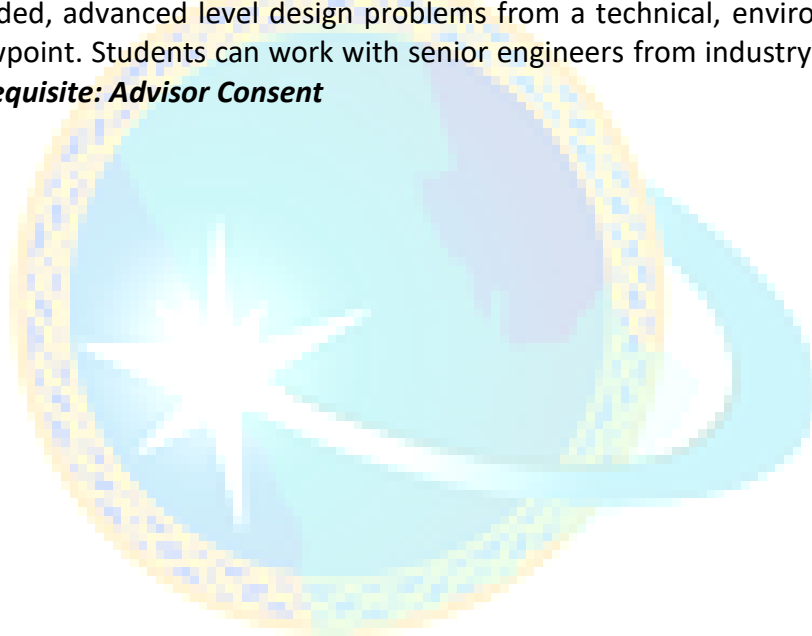 ded, advanced level design problems from a technical, enviro
wpoint. Students can work with senior engineers from industry
equisite: Advisor Consent